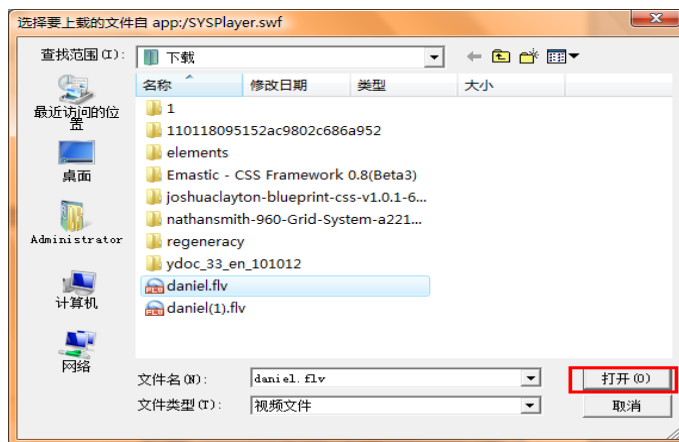 选择要上载的文件自 app:/SYSPlayer.swf
查找范围(I):
下载
名称
修改日期
类型
大小
最近访问的位置
桌面
Administrator
计算机
网络
1
110118095152ac9802c686a952
elements
Emastic - CSS Framework 0.8(Beta3)
joshuaclayton-blueprint-css-v1.0.1-6...
nathansmith-960-Grid-System-a221...
regeneracy
ydoc_33_en_101012
daniel.flv
daniel(1).flv
文件名(N):
daniel.flv
打开(O)
文件类型(T):
视频文件
取消